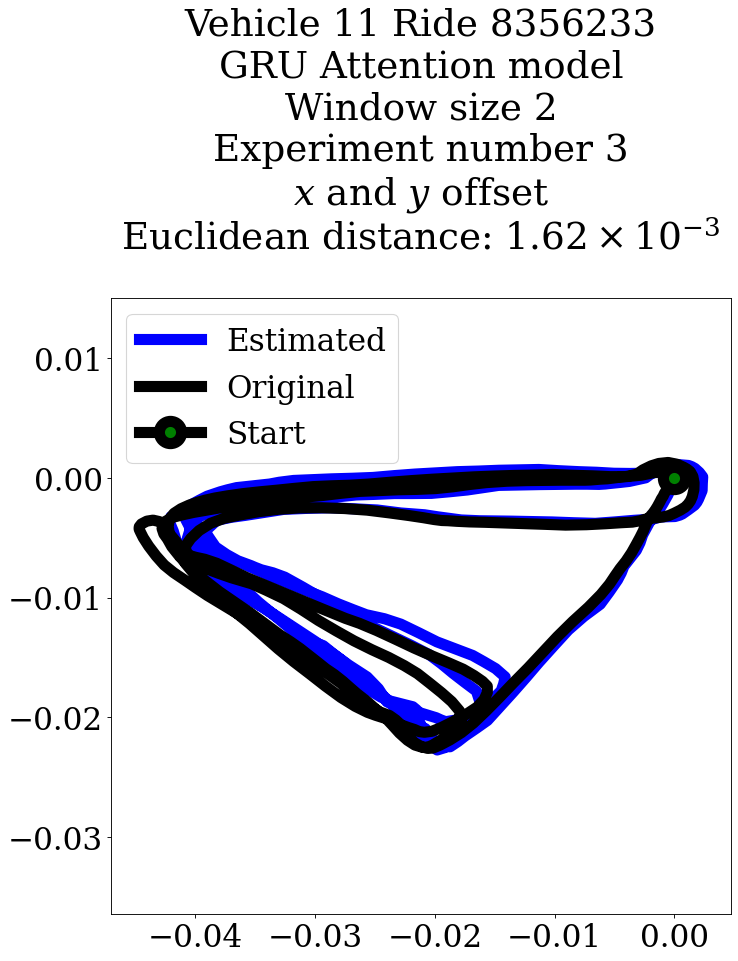 Vehicle 11 Ride 8356233
GRU Attention model
Window size 2
Experiment number 3
x and y offset
Euclidean distance: 1.62 × 10⁻³
Estimated
Original
Start
0.01
0.00
−0.01
−0.02
−0.03
−0.04 −0.03 −0.02 −0.01 0.00